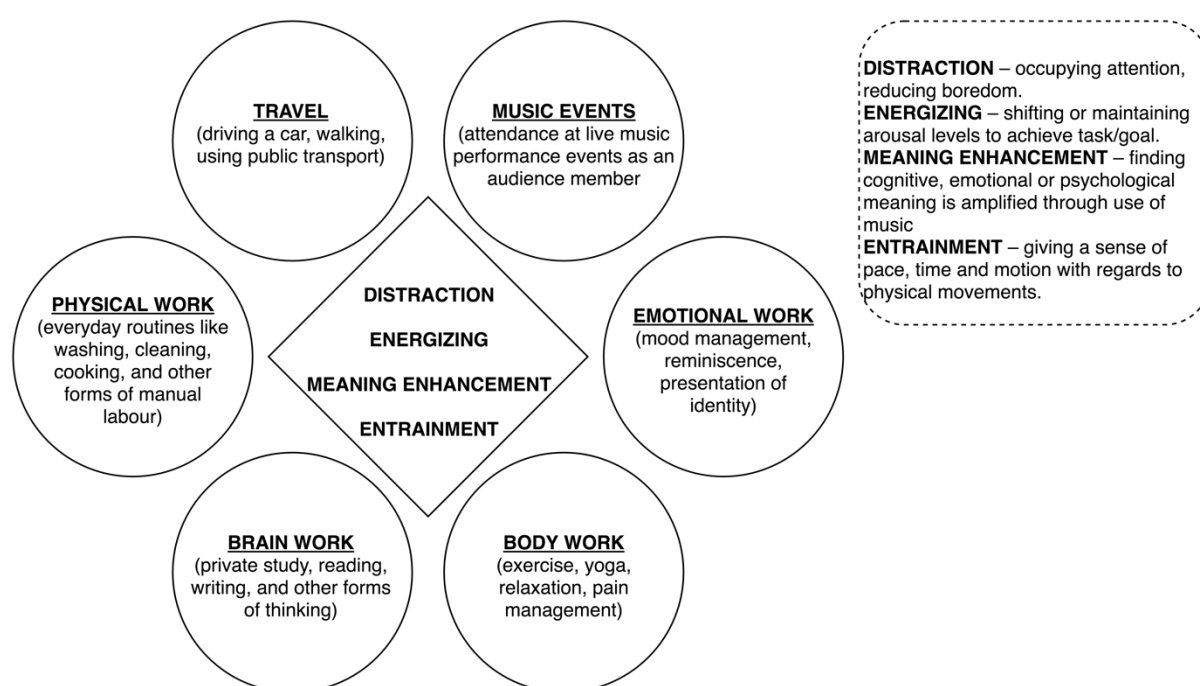 TRAVEL
(driving a car, walking,
using public transport)
MUSIC EVENTS
(attendance at live music
performance events as an
audience member
PHYSICAL WORK
(everyday routines like
washing, cleaning,
cooking, and other
forms of manual
labour)
DISTRACTION
ENERGIZING
MEANING ENHANCEMENT
ENTRAINMENT
EMOTIONAL WORK
(mood management,
reminiscence,
presentation of
identity)
BRAIN WORK
(private study, reading,
writing, and other forms
of thinking)
BODY WORK
(exercise, yoga,
relaxation, pain
management)
DISTRACTION – occupying attention,
reducing boredom.
ENERGIZING – shifting or maintaining
arousal levels to achieve task/goal.
MEANING ENHANCEMENT – finding
cognitive, emotional or psychological
meaning is amplified through use of
music
ENTRAINMENT – giving a sense of
pace, time and motion with regards to
physical movements.